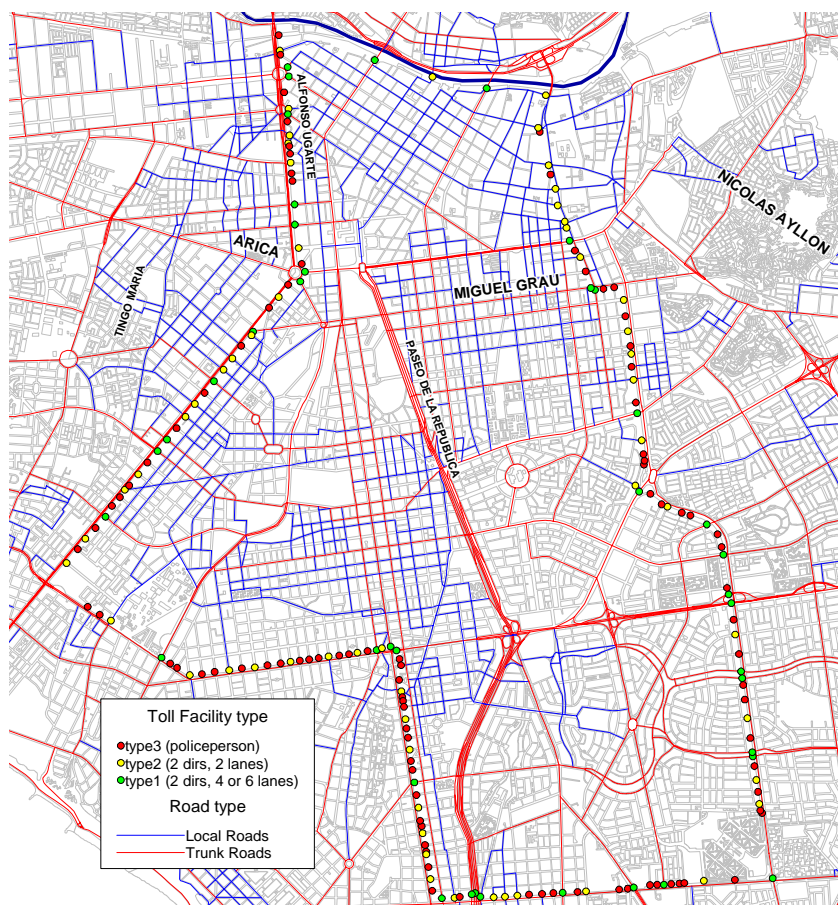 ALFONSO UGARTE
NICOLAS AYLLON
ARICA
TINGO MARIA
MIGUEL GRAU
PASEO DE LA REPUBLICA
Toll Facility type
type3 (policeperson)
type2 (2 dirs, 2 lanes)
type1 (2 dirs, 4 or 6 lanes)
Road type
Local Roads
Trunk Roads